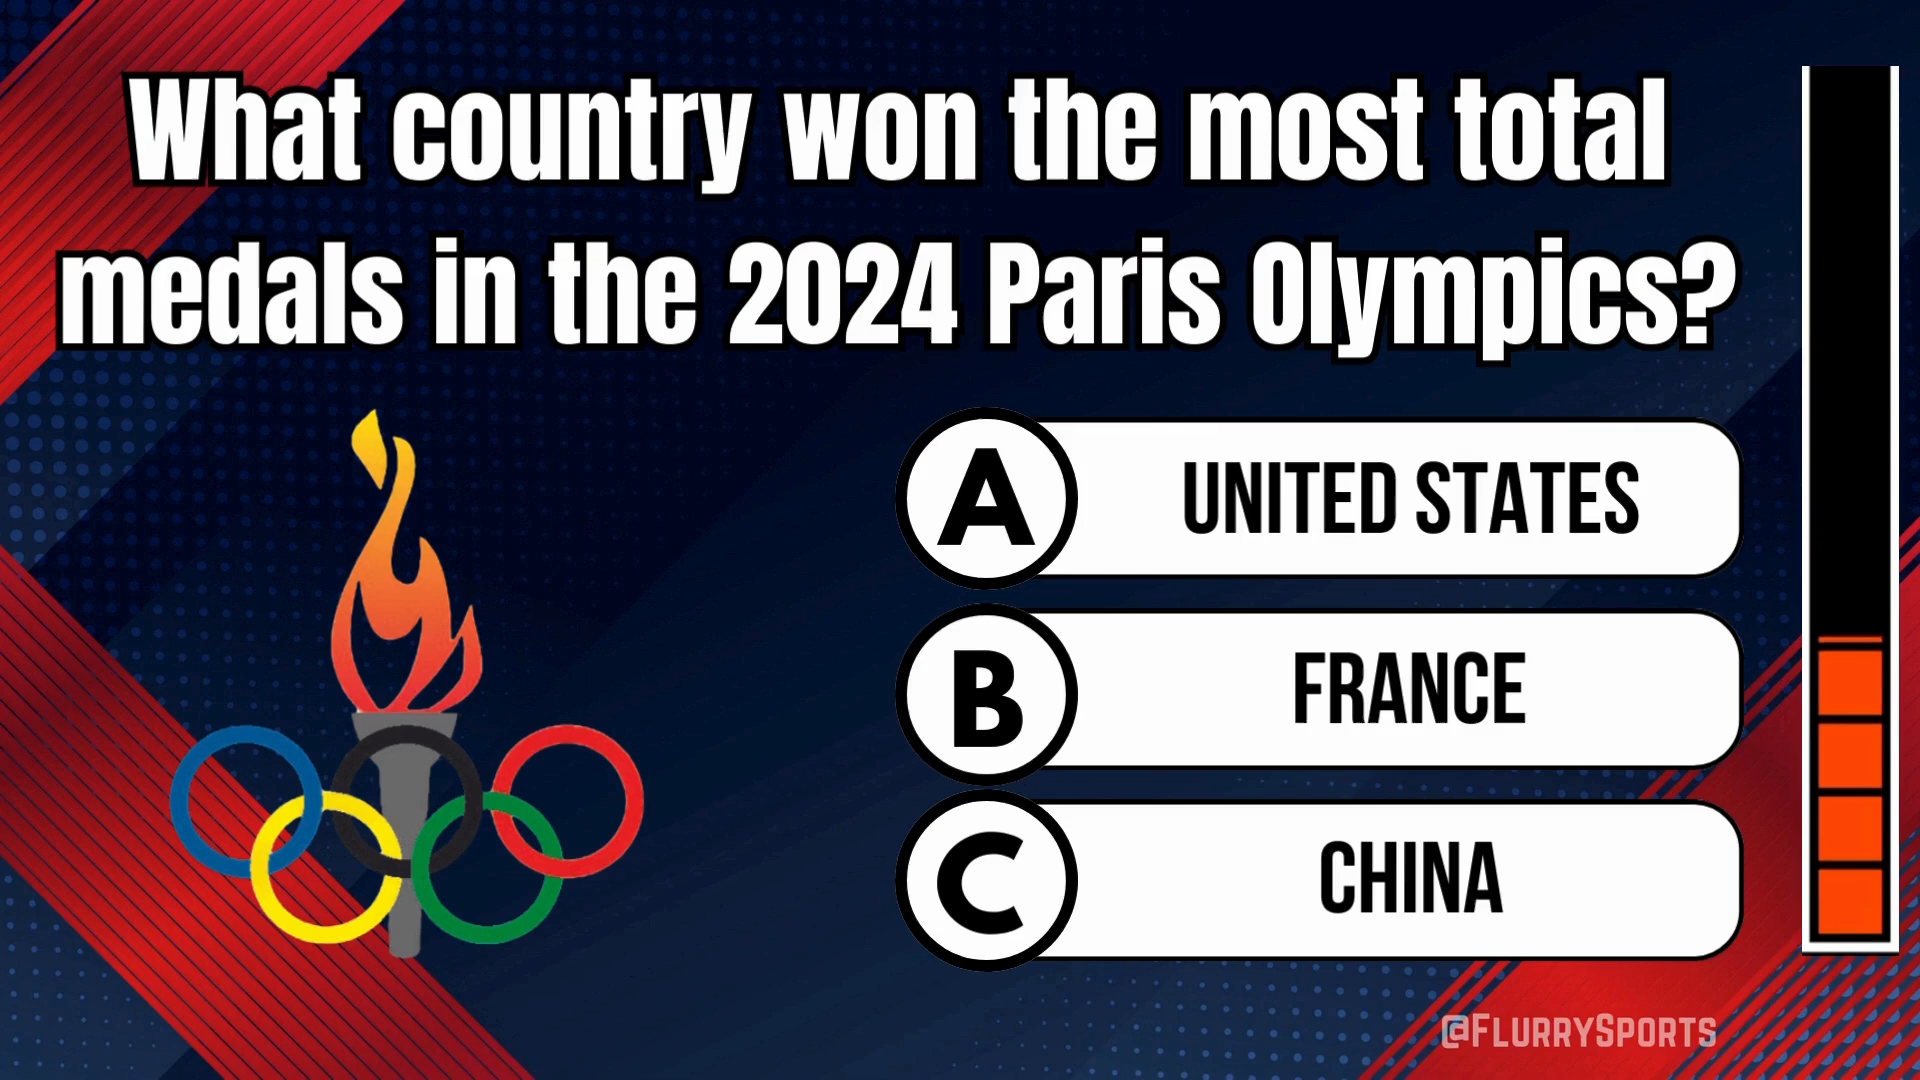 What country won the most total
medals in the 2024 Paris Olympics?
A UNITED STATES
B FRANCE
C CHINA
@FlurrySports